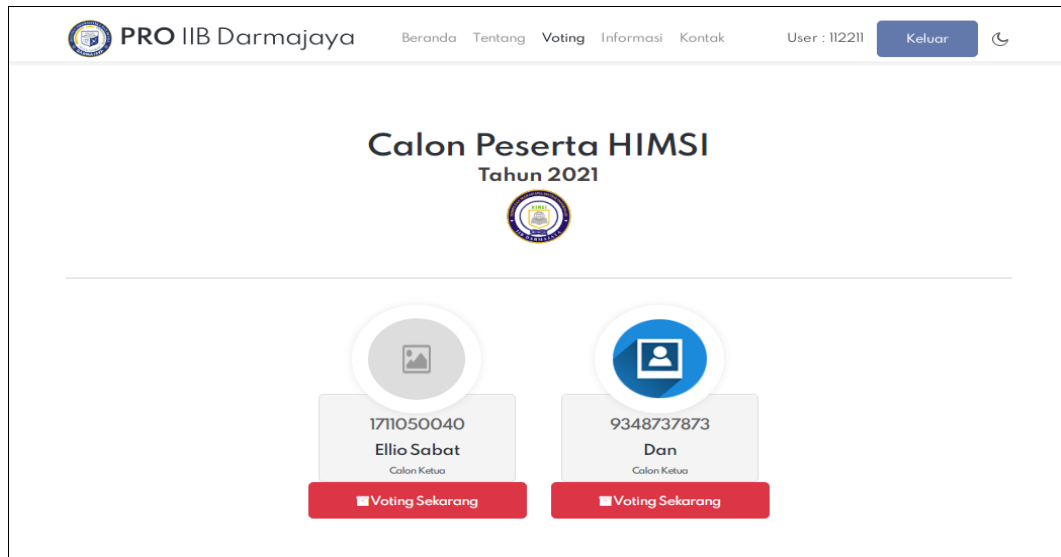 PRO IIB Darmajaya Beranda Tentang Voting Informasi Kontak User : 112211 Keluar
Calon Peserta HIMSI
Tahun 2021
HIMSI
1711050040 9348737873
Ellio Sabat Dan
Calon Ketua Calon Ketua
Voting Sekarang Voting Sekarang